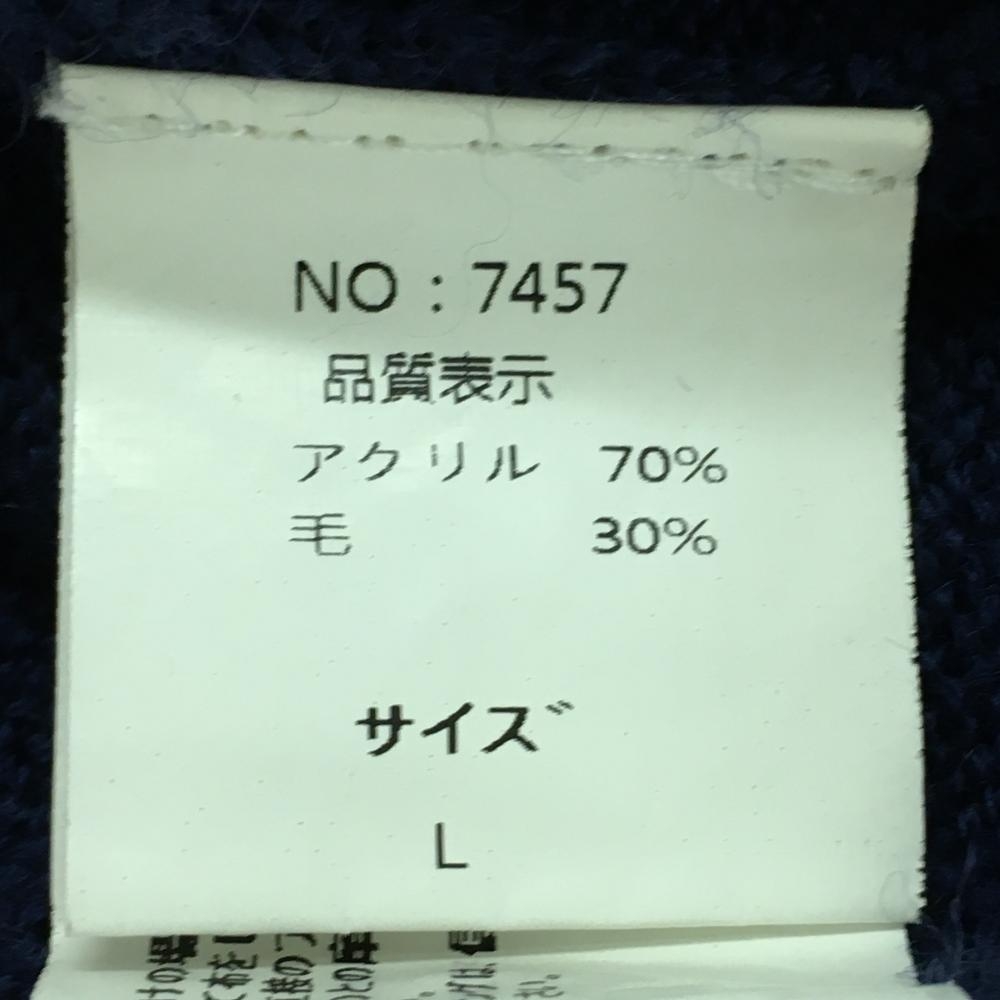 NO : 7457
品質表示
アクリル 70%
毛 30%
サイズ
L